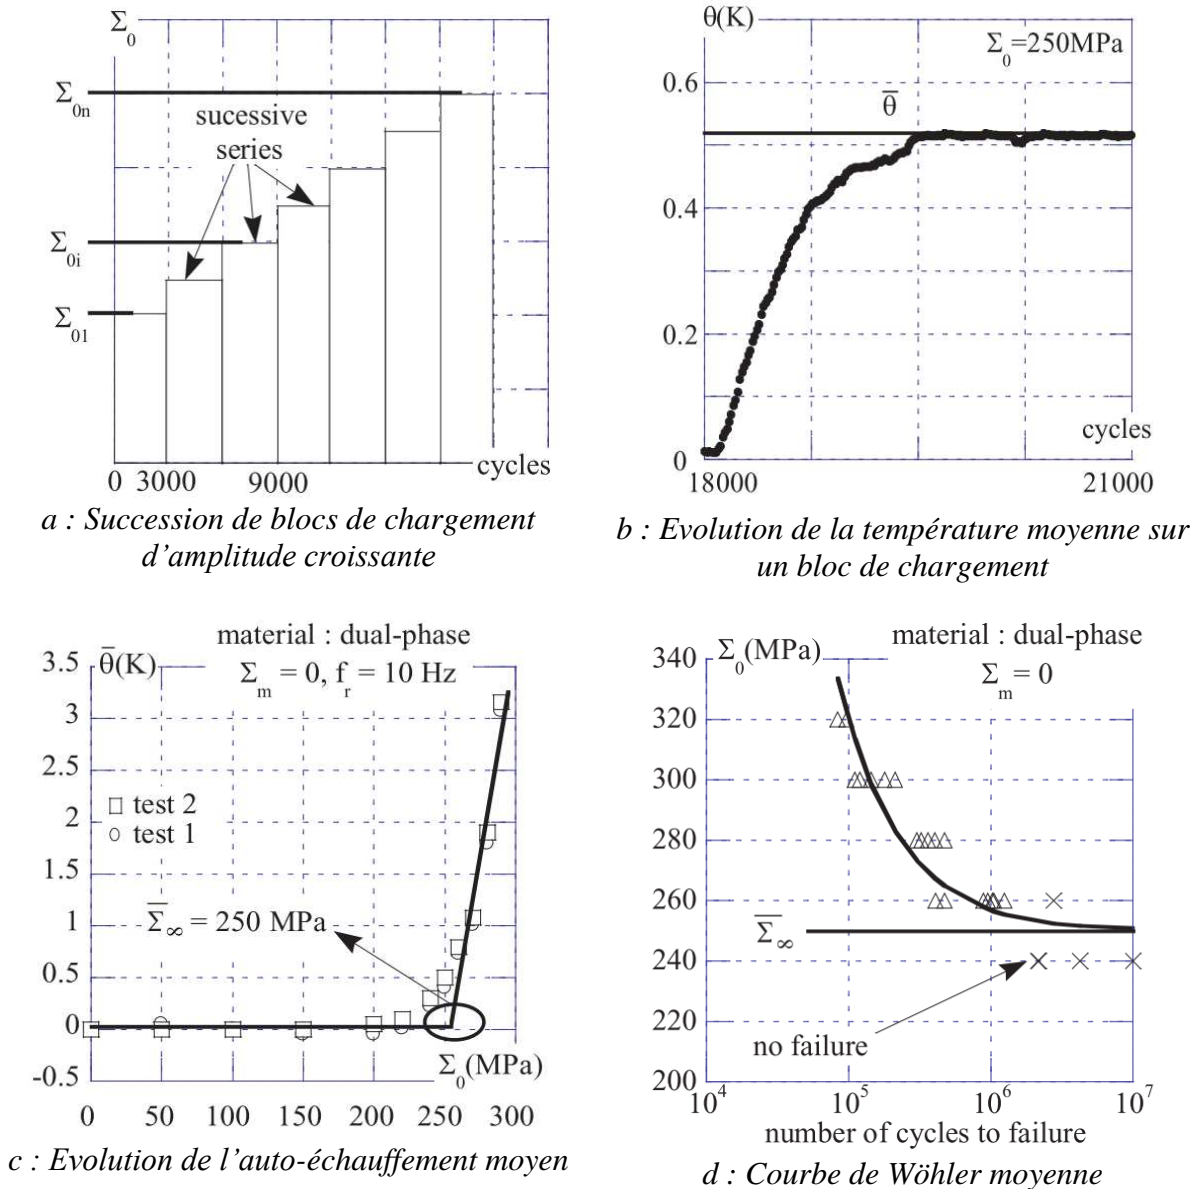 Σ0
Σ0n
sucessive
series
Σ0i
Σ01
cycles
0 3000 9000
a : Succession de blocs de chargement
d'amplitude croissante
θ(K)
Σ0=250MPa
0.6
θ̅
0.4
0.2
cycles
0
18000 21000
b : Evolution de la température moyenne sur
un bloc de chargement
material : dual-phase
3.5 θ̅(K)
Σm = 0, fr = 10 Hz
3
2.5
□ test 2
2
○ test 1
1.5
Σ̅∞ = 250 MPa
1
0.5
0
Σ0(MPa)
-0.5
0 50 100 150 200 250 300
c : Evolution de l'auto-échauffement moyen
material : dual-phase
340 Σ0(MPa)
Σm = 0
320
300
280
260
Σ̅∞
240
220
no failure
200
10^4 10^5 10^6 10^7
number of cycles to failure
d : Courbe de Wöhler moyenne